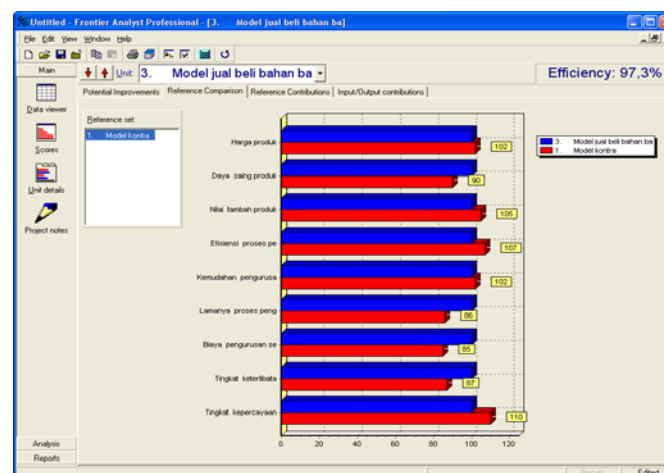 Untitled - Frontier Analyst Professional - [3. Model jual beli bahan ba]
File Edit View Window Help
Main
Unit: 3. Model jual beli bahan ba
Efficiency: 97,3%
Potential Improvements
Reference Comparison
Reference Contributions
Input/Output contributions
Data viewer
Scores
Unit details
Project notes
Reference set:
1. Model kontra
Harga produk
102
Daya saing produk
90
Nilai tambah produk
105
Efisiensi proses pe
107
Kemudahan pengurusa
102
Lamanya proses peng
86
Biaya pengurusan se
85
Tingkat keterlibata
87
Tingkat kepercayaan
110
0 20 40 60 80 100 120
3. Model jual beli bahan ba
1. Model kontra
Analysis
Reports
Reports
Edited